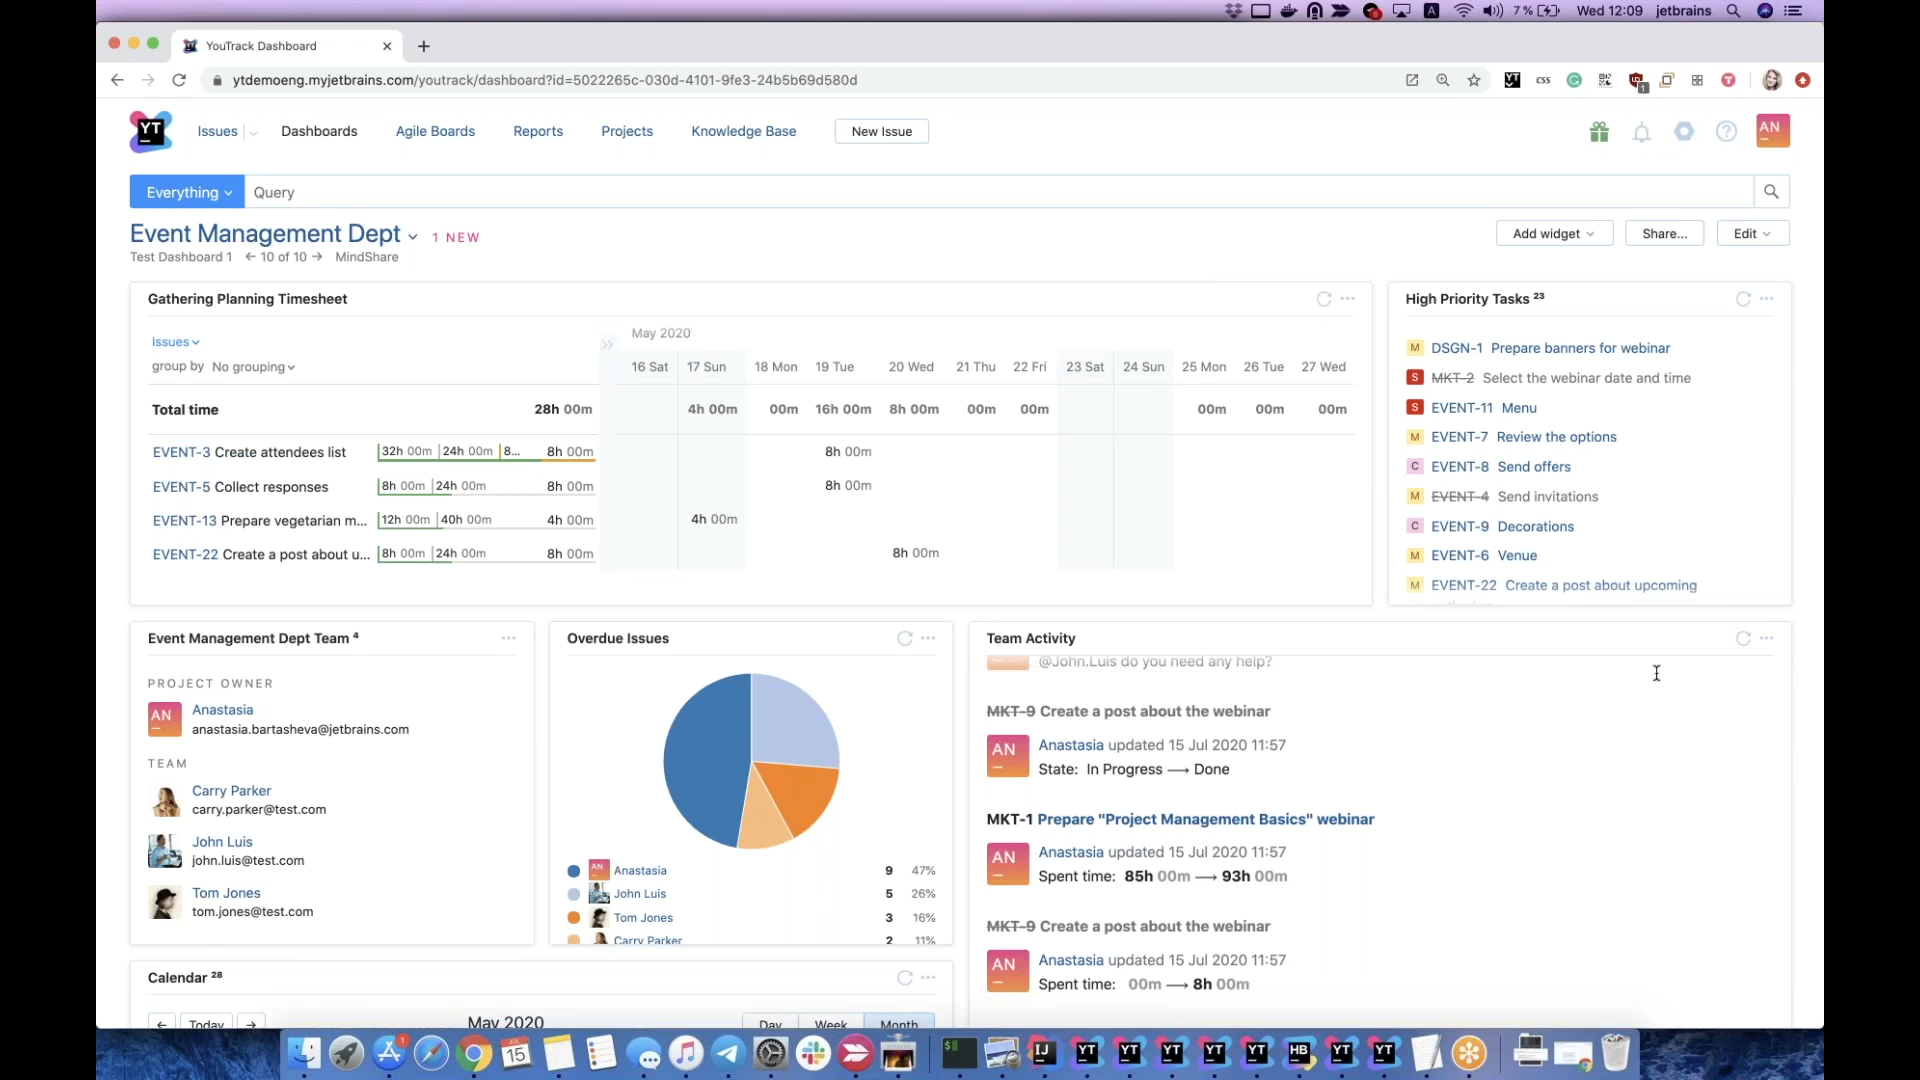 7%
Wed 12:09
jetbrains
YouTrack Dashboard
ytdemoeng.myjetbrains.com/youtrack/dashboard?id=5022265c-030d-4101-9fe3-24b5b69d580d
YT
Issues
Dashboards
Agile Boards
Reports
Projects
Knowledge Base
New Issue
AN
Everything
Query
Event Management Dept
1 NEW
Test Dashboard 1 ← 10 of 10 → MindShare
Add widget
Share...
Edit
Gathering Planning Timesheet
Issues
group by No grouping
May 2020
16 Sat 17 Sun 18 Mon 19 Tue 20 Wed 21 Thu 22 Fri 23 Sat 24 Sun 25 Mon 26 Tue 27 Wed
Total time 28h 00m 4h 00m 00m 16h 00m 8h 00m 00m 00m 00m 00m 00m
EVENT-3 Create attendees list 32h 00m 24h 00m 8... 8h 00m 8h 00m
EVENT-5 Collect responses 8h 00m 24h 00m 8h 00m 8h 00m
EVENT-13 Prepare vegetarian m... 12h 00m 40h 00m 4h 00m 4h 00m
EVENT-22 Create a post about u... 8h 00m 24h 00m 8h 00m 8h 00m
High Priority Tasks 23
M DSGN-1 Prepare banners for webinar
S MKT-2 Select the webinar date and time
S EVENT-11 Menu
M EVENT-7 Review the options
C EVENT-8 Send offers
M EVENT-4 Send invitations
C EVENT-9 Decorations
M EVENT-6 Venue
M EVENT-22 Create a post about upcoming
Event Management Dept Team 4
PROJECT OWNER
AN
Anastasia
anastasia.bartasheva@jetbrains.com
TEAM
Carry Parker
carry.parker@test.com
John Luis
john.luis@test.com
Tom Jones
tom.jones@test.com
Overdue Issues
AN Anastasia 9 47%
John Luis 5 26%
Tom Jones 3 16%
Carry Parker 2 11%
Team Activity
@John.Luis do you need any help?
MKT-9 Create a post about the webinar
AN
Anastasia updated 15 Jul 2020 11:57
State: In Progress → Done
MKT-1 Prepare "Project Management Basics" webinar
AN
Anastasia updated 15 Jul 2020 11:57
Spent time: 85h 00m → 93h 00m
MKT-9 Create a post about the webinar
AN
Anastasia updated 15 Jul 2020 11:57
Spent time: 00m → 8h 00m
Calendar 28
← Today →
May 2020
Day Week Month
1
JUL
15
$
IJ
YT
YT
YT
YT
YT
HB
YT
YT